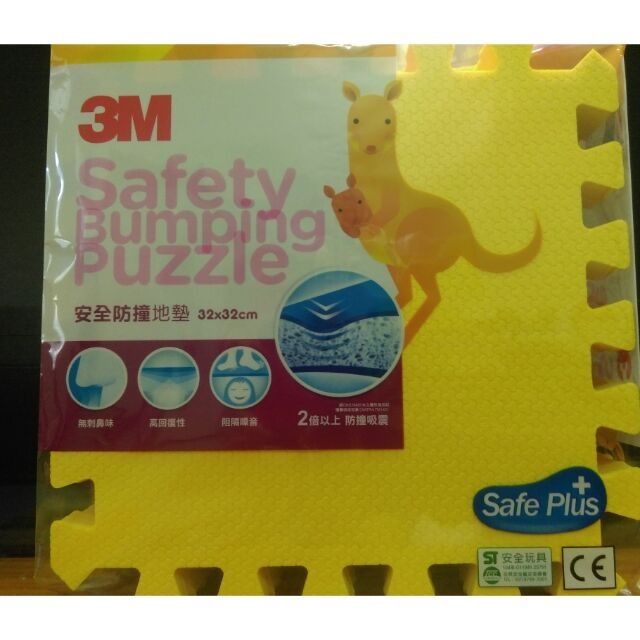 3M
Safety
Bumping
Puzzle
安全防撞地墊 32x32cm
無刺鼻味
高回復性
阻隔噪音
2倍以上 防撞吸震
Safe Plus
ST 安全玩具
CE